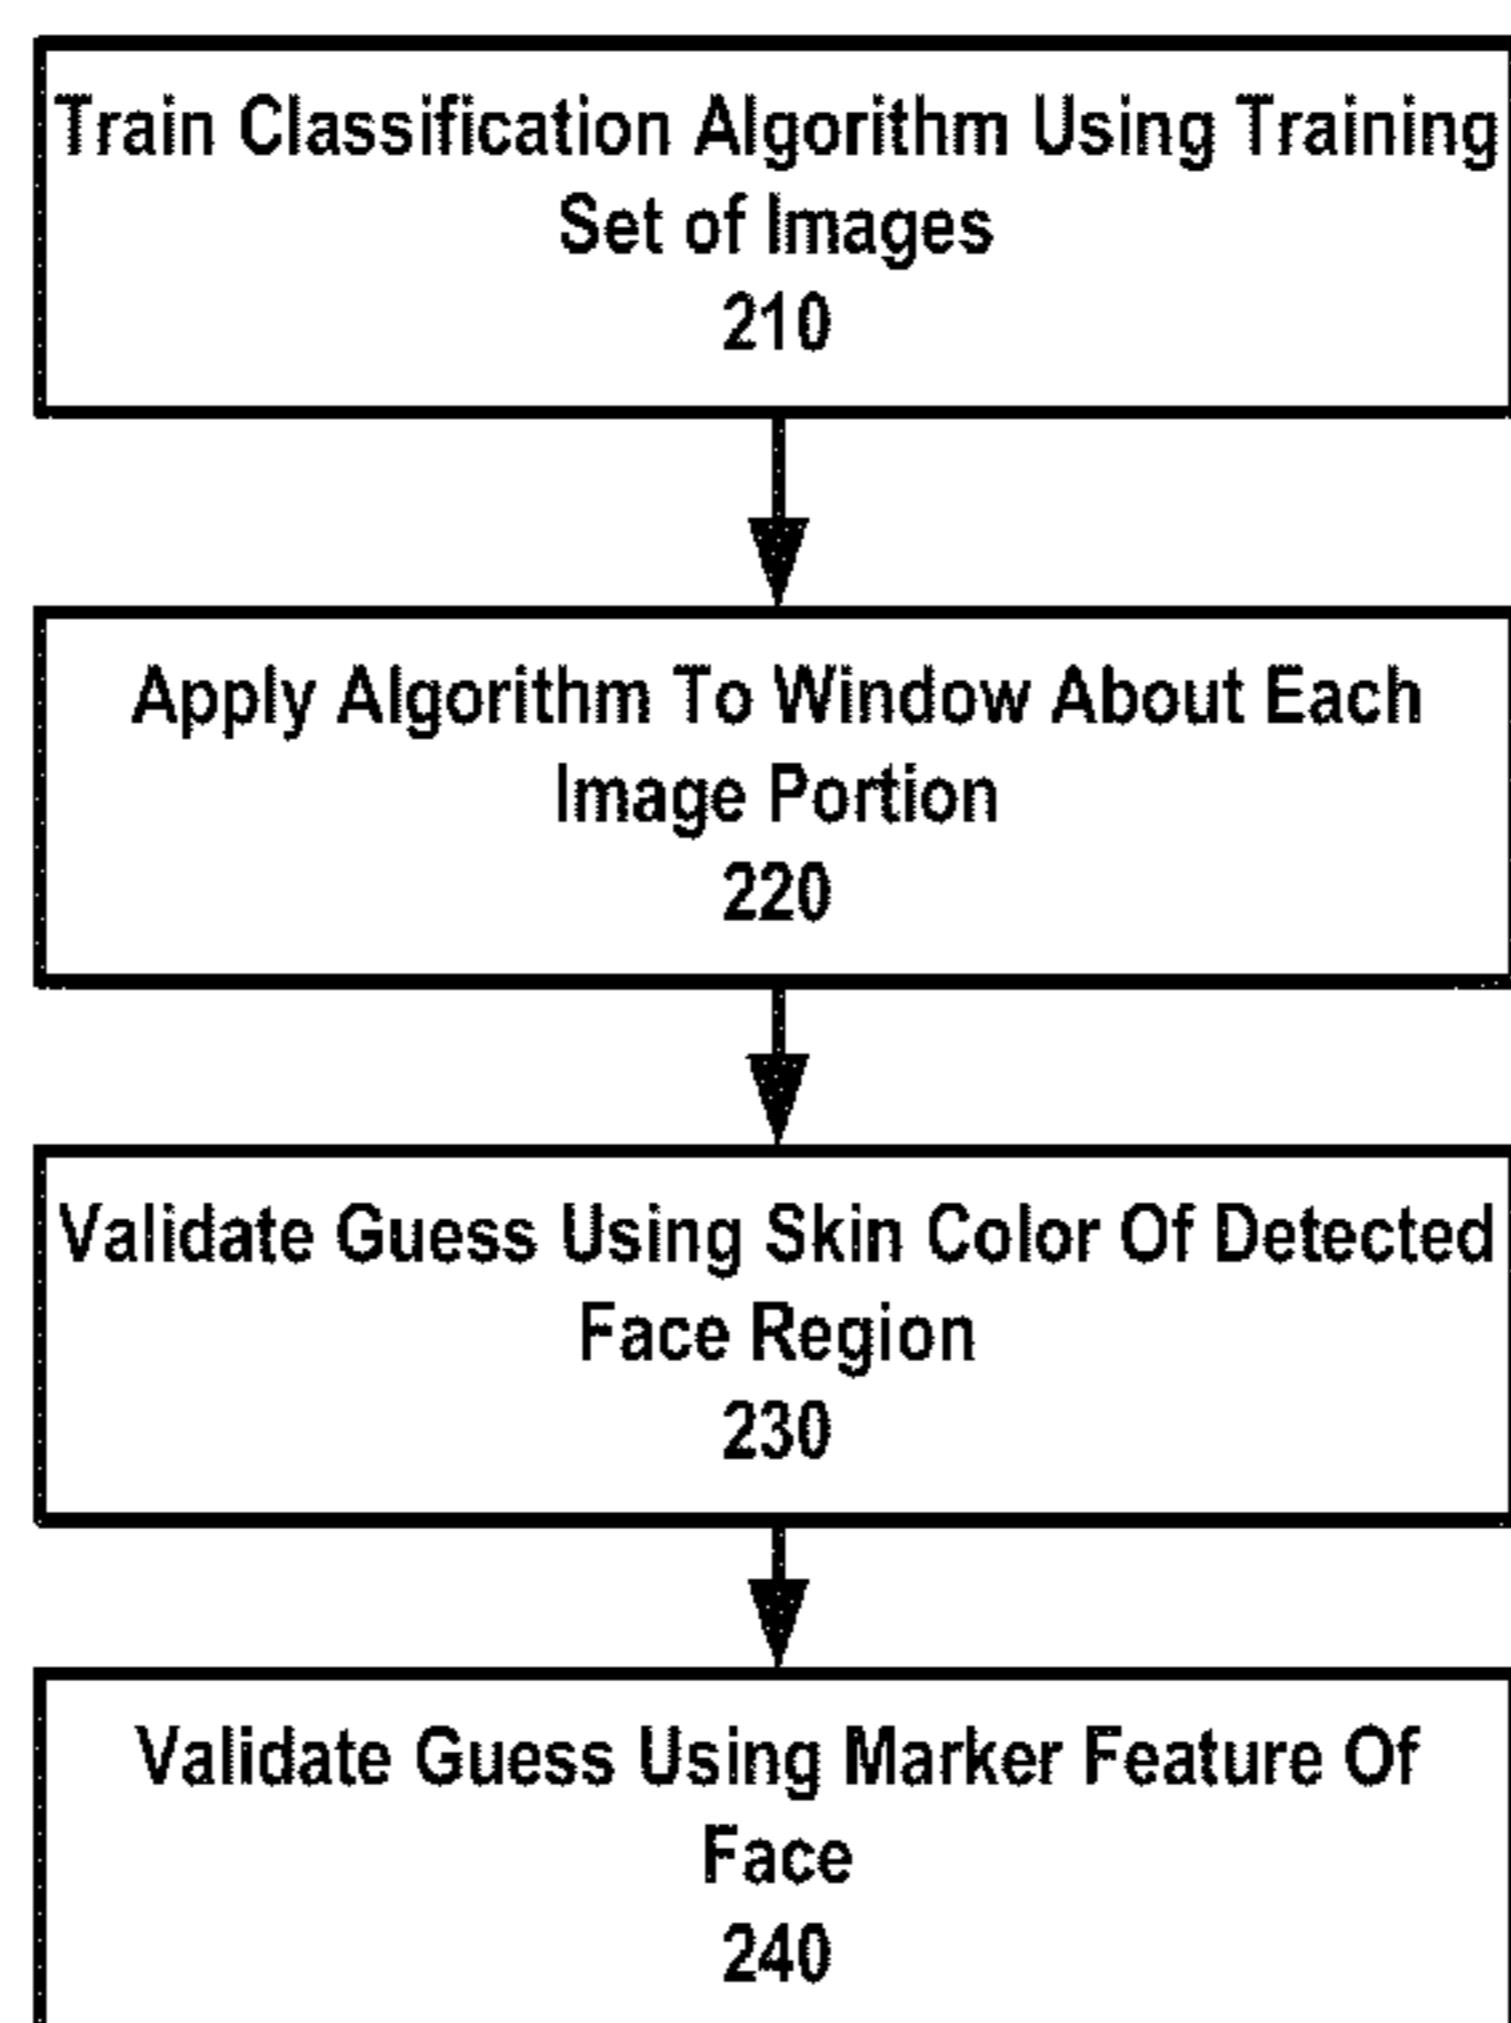 Train Classification Algorithm Using Training
Set of Images
210
Apply Algorithm To Window About Each
Image Portion
220
Validate Guess Using Skin Color Of Detected
Face Region
230
Validate Guess Using Marker Feature Of
Face
240